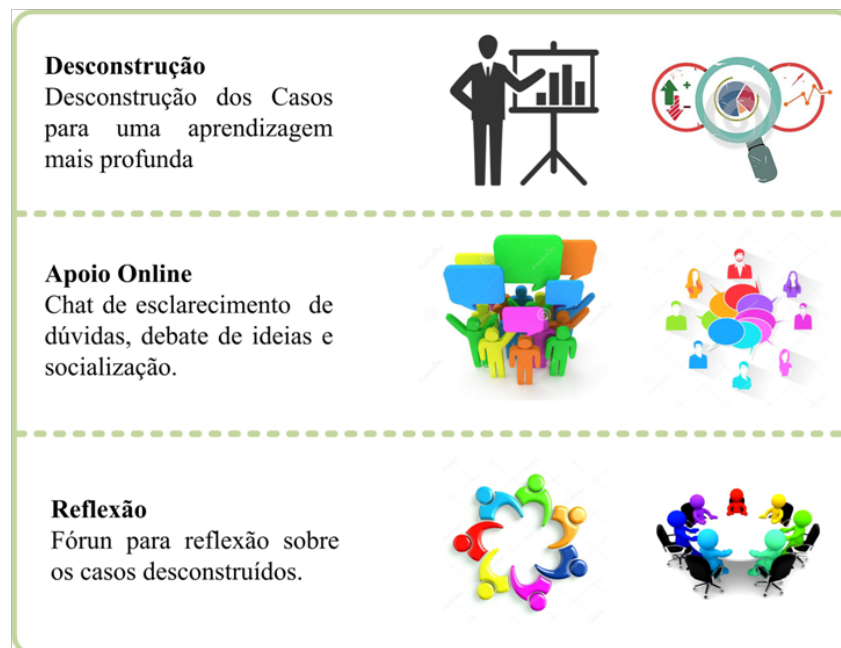 Desconstrução
Desconstrução dos Casos
para uma aprendizagem
mais profunda
Apoio Online
Chat de esclarecimento de
dúvidas, debate de ideias e
socialização.
Reflexão
Fórun para reflexão sobre
os casos desconstruídos.